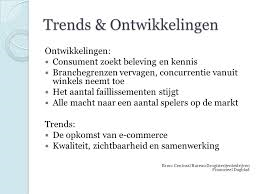 Trends & Ontwikkelingen
Ontwikkelingen:
Consument zoekt beleving en kennis
Branchegrenzen vervagen, concurrentie vanuit
winkels neemt toe
Het aantal faillissementen stijgt
Alle macht naar een aantal spelers op de markt
Trends:
De opkomst van e-commerce
Kwaliteit, zichtbaarheid en samenwerking
Bron: Centraal Bureau Drogisterijbedrijven
Financieel Dagblad